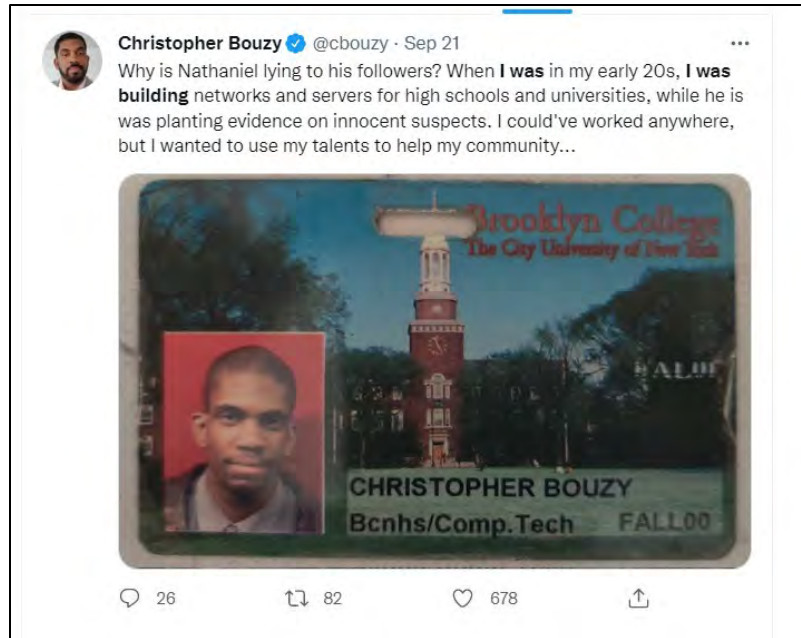 Christopher Bouzy @cbouzy · Sep 21
Why is Nathaniel lying to his followers? When I was in my early 20s, I was
building networks and servers for high schools and universities, while he is
was planting evidence on innocent suspects. I could've worked anywhere,
but I wanted to use my talents to help my community...
Brooklyn College
The City University of New York
CHRISTOPHER BOUZY
Bcnhs/Comp.Tech FALL00
26 82 678